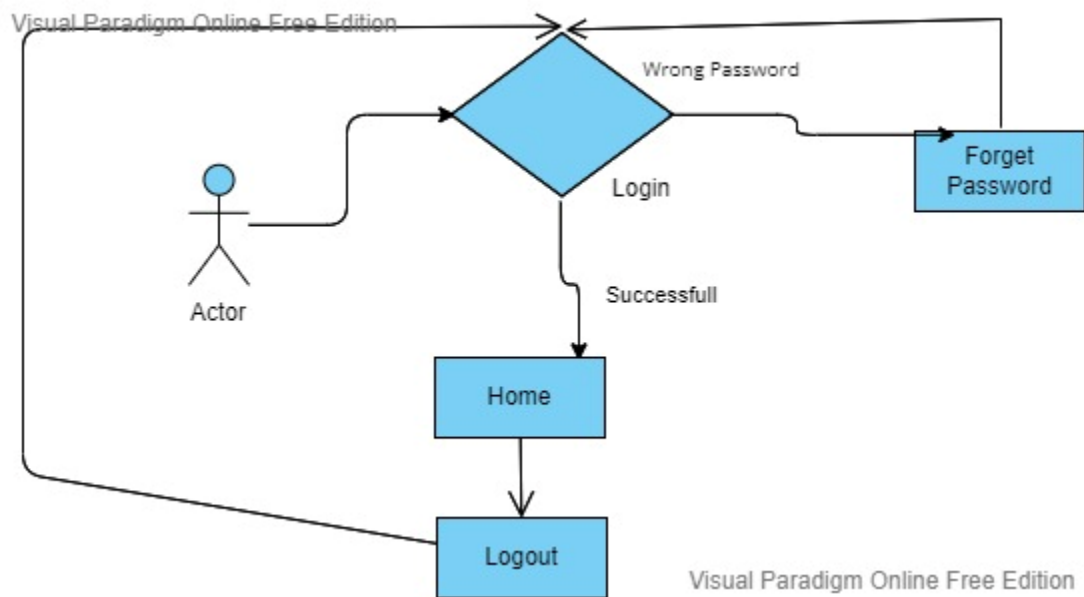 Visual Paradigm Online Free Edition
Wrong Password
Forget
Password
Login
Actor
Successfull
Home
Logout
Visual Paradigm Online Free Edition